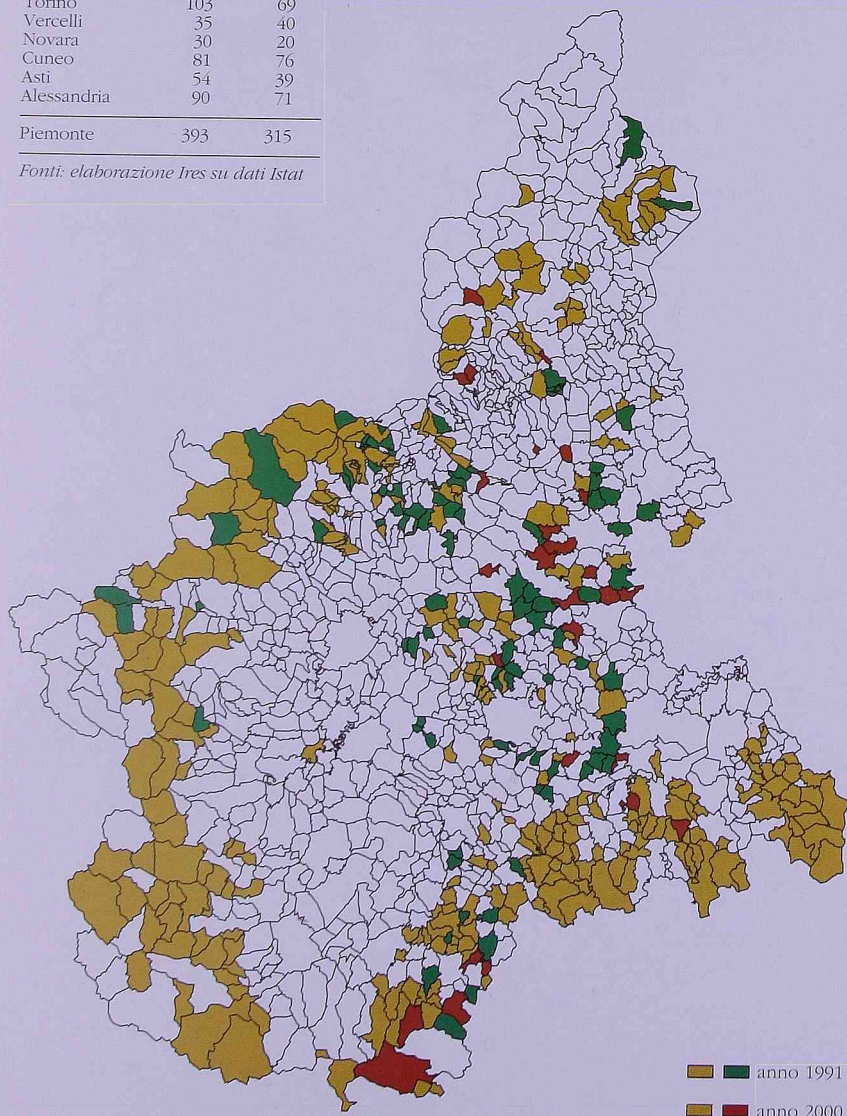 Torino 103 69
Vercelli 35 40
Novara 30 20
Cuneo 81 76
Asti 54 39
Alessandria 90 71
Piemonte 393 315
Fonti: elaborazione Ires su dati Istat
anno 1991
anno 2000